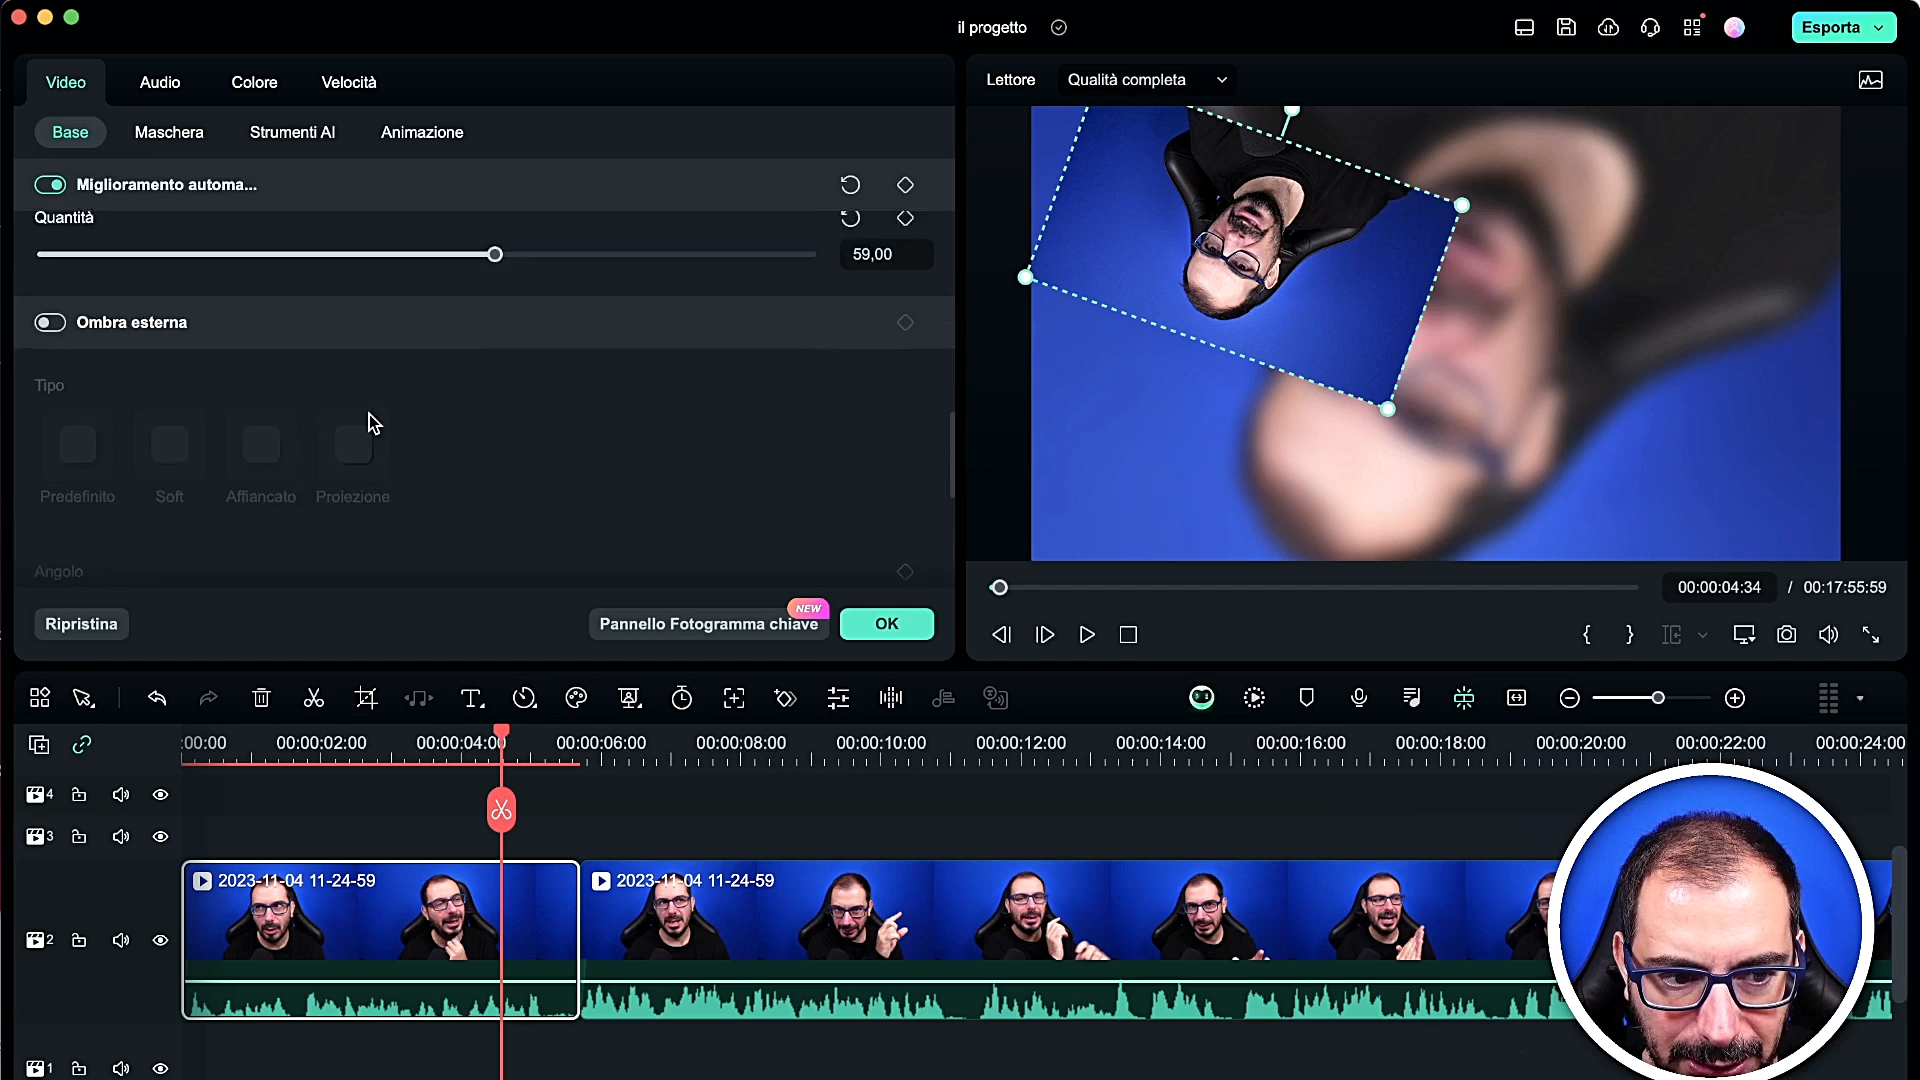 il progetto
Esporta
Video
Audio
Colore
Velocità
Lettore
Qualità completa
Base
Maschera
Strumenti AI
Animazione
Miglioramento automa...
Quantità
59,00
Ombra esterna
Tipo
Predefinito
Soft
Affiancato
Proiezione
Angolo
Ripristina
NEW
Pannello Fotogramma chiave
OK
00:00:04:34 / 00:17:55:59
:00:00
00:00:02:00
00:00:04:00
00:00:06:00
00:00:08:00
00:00:10:00
00:00:12:00
00:00:14:00
00:00:16:00
00:00:18:00
00:00:20:00
00:00:22:00
00:00:24:00
4
3
2023-11-04 11-24-59
2023-11-04 11-24-59
2
1